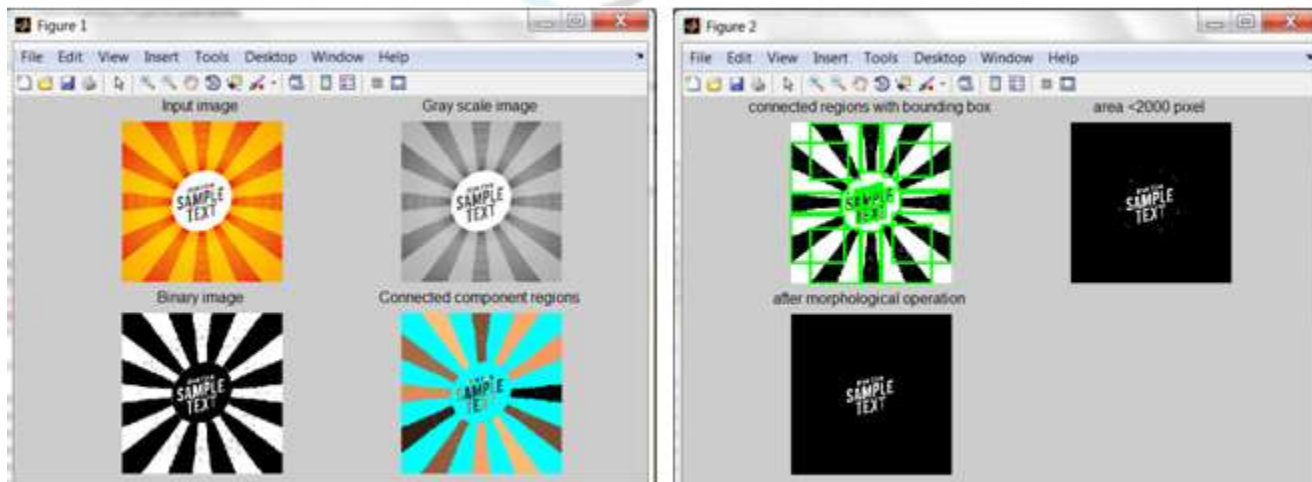 Figure 1
File Edit View Insert Tools Desktop Window Help
Input image
SAMPLE
TEXT
Gray scale image
SAMPLE
TEXT
Binary image
SAMPLE
TEXT
Connected component regions
SAMPLE
TEXT
Figure 2
File Edit View Insert Tools Desktop Window Help
connected regions with bounding box
SAMPLE
TEXT
area <2000 pixel
SAMPLE
TEXT
after morphological operation
SAMPLE
TEXT